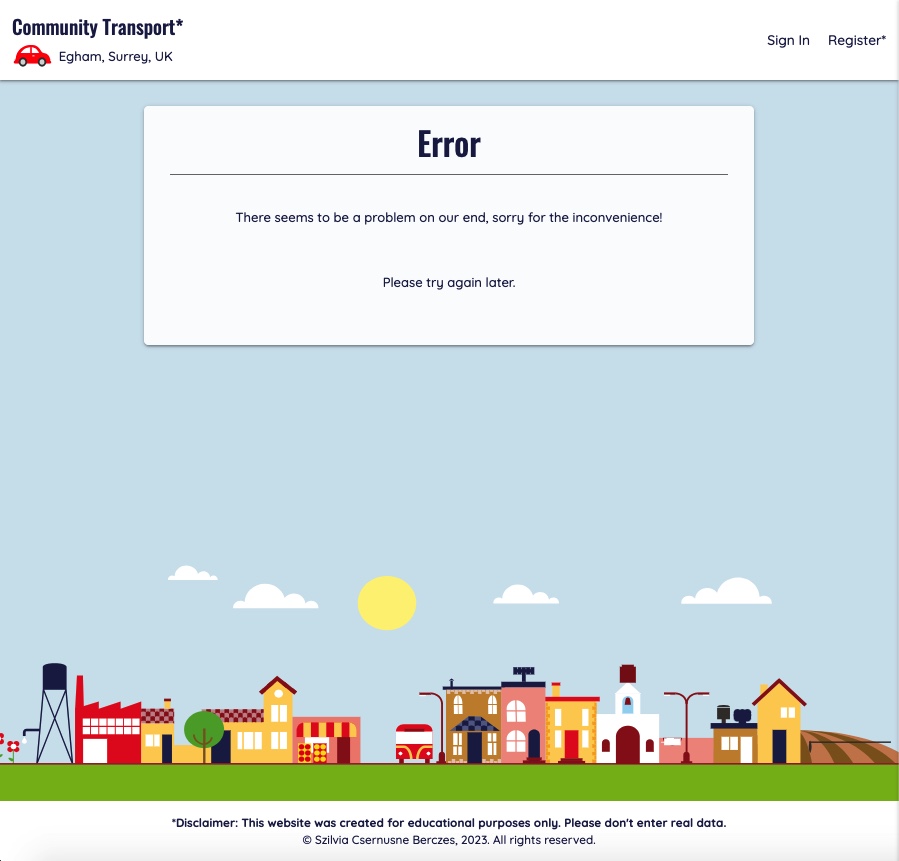 Community Transport*
Egham, Surrey, UK
Sign In
Register*
Error
There seems to be a problem on our end, sorry for the inconvenience!
Please try again later.
*Disclaimer: This website was created for educational purposes only. Please don't enter real data.
© Szilvia Csernusne Berczes, 2023. All rights reserved.